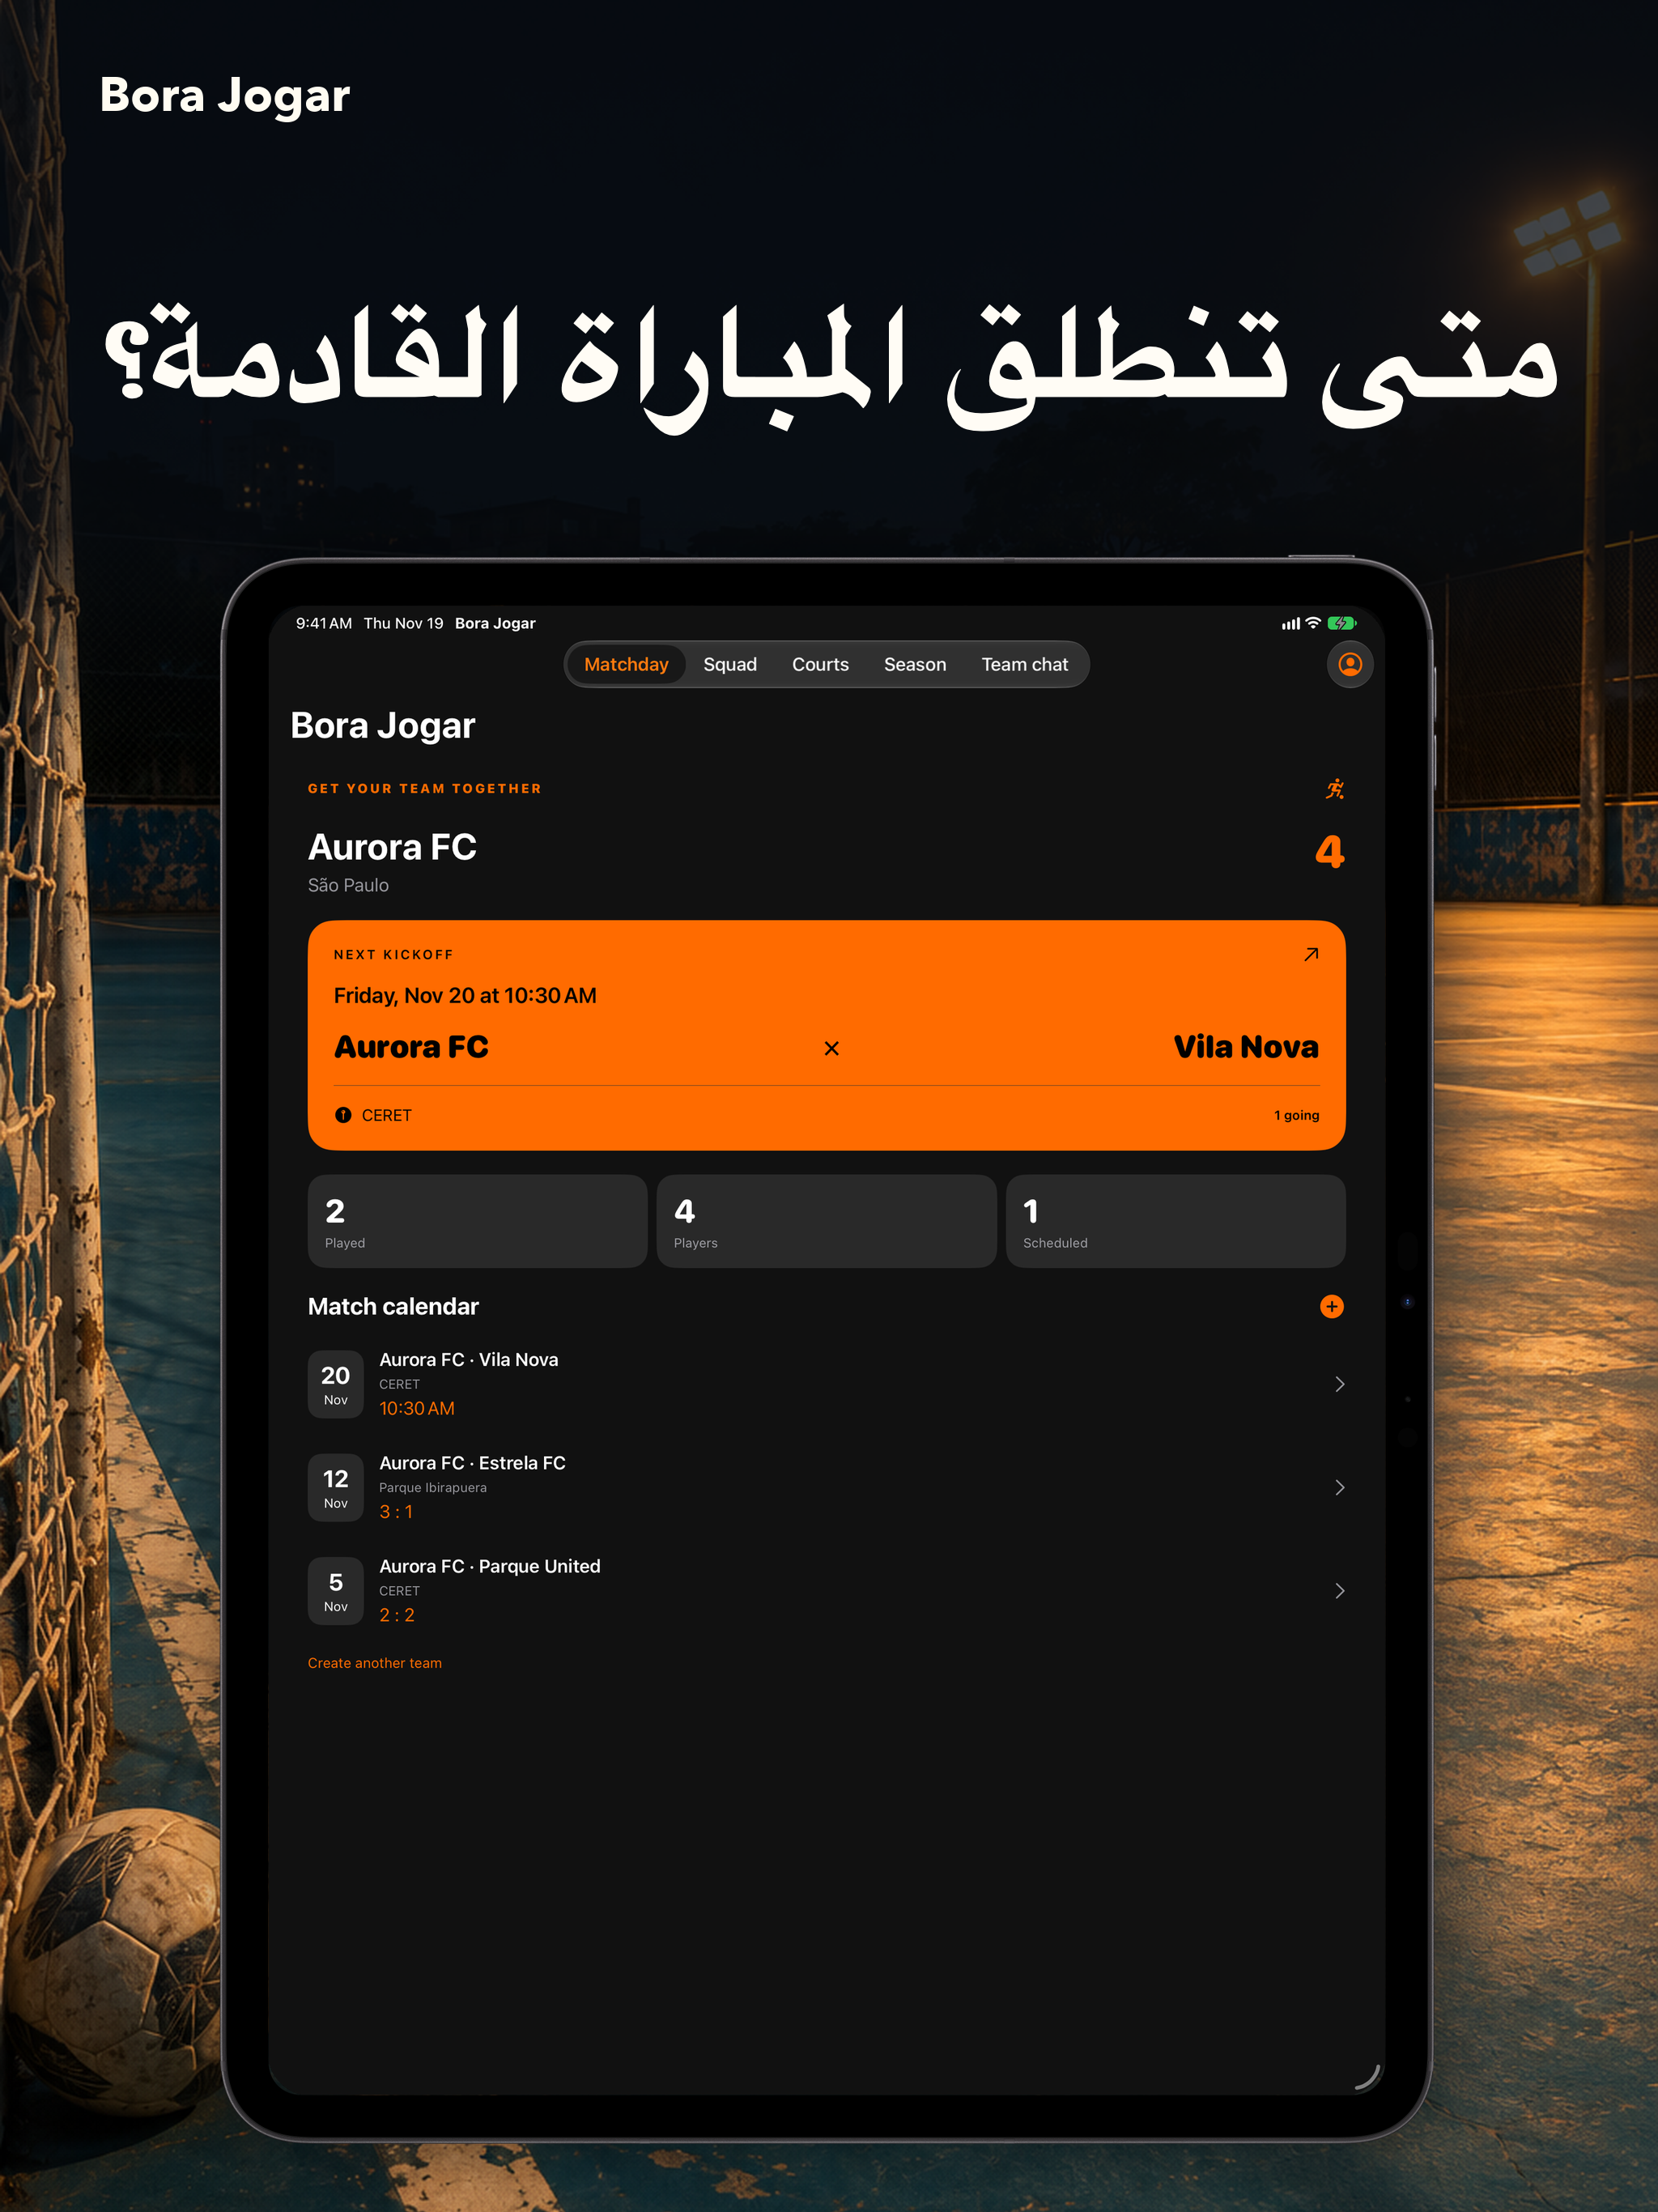 Bora Jogar
متى تنطلق المباراة القادمة؟
9:41 AM Thu Nov 19 Bora Jogar
Matchday Squad Courts Season Team chat
Bora Jogar
GET YOUR TEAM TOGETHER
Aurora FC
4
São Paulo
NEXT KICKOFF
Friday, Nov 20 at 10:30 AM
Aurora FC × Vila Nova
CERET
1 going
2
Played
4
Players
1
Scheduled
Match calendar
20
Nov
Aurora FC · Vila Nova
CERET
10:30 AM
12
Nov
Aurora FC · Estrela FC
Parque Ibirapuera
3 : 1
5
Nov
Aurora FC · Parque United
CERET
2 : 2
Create another team